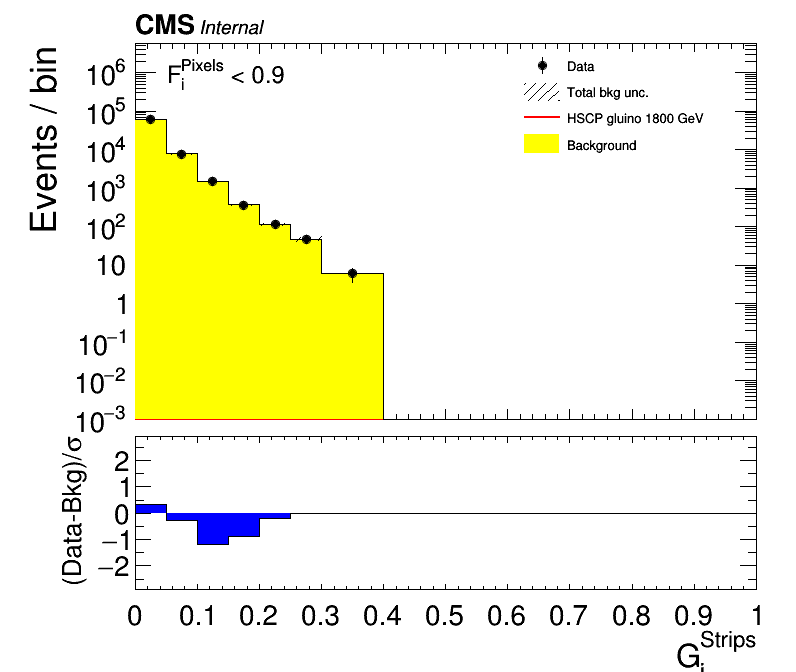 CMS Internal
F_i^Pixels < 0.9
Data
Total bkg unc.
HSCP gluino 1800 GeV
Background
Events / bin
10^6
10^5
10^4
10^3
10^2
10
1
10^−1
10^−2
10^−3
(Data-Bkg)/σ
2
1
0
−1
−2
0 0.1 0.2 0.3 0.4 0.5 0.6 0.7 0.8 0.9 1
G_i^Strips